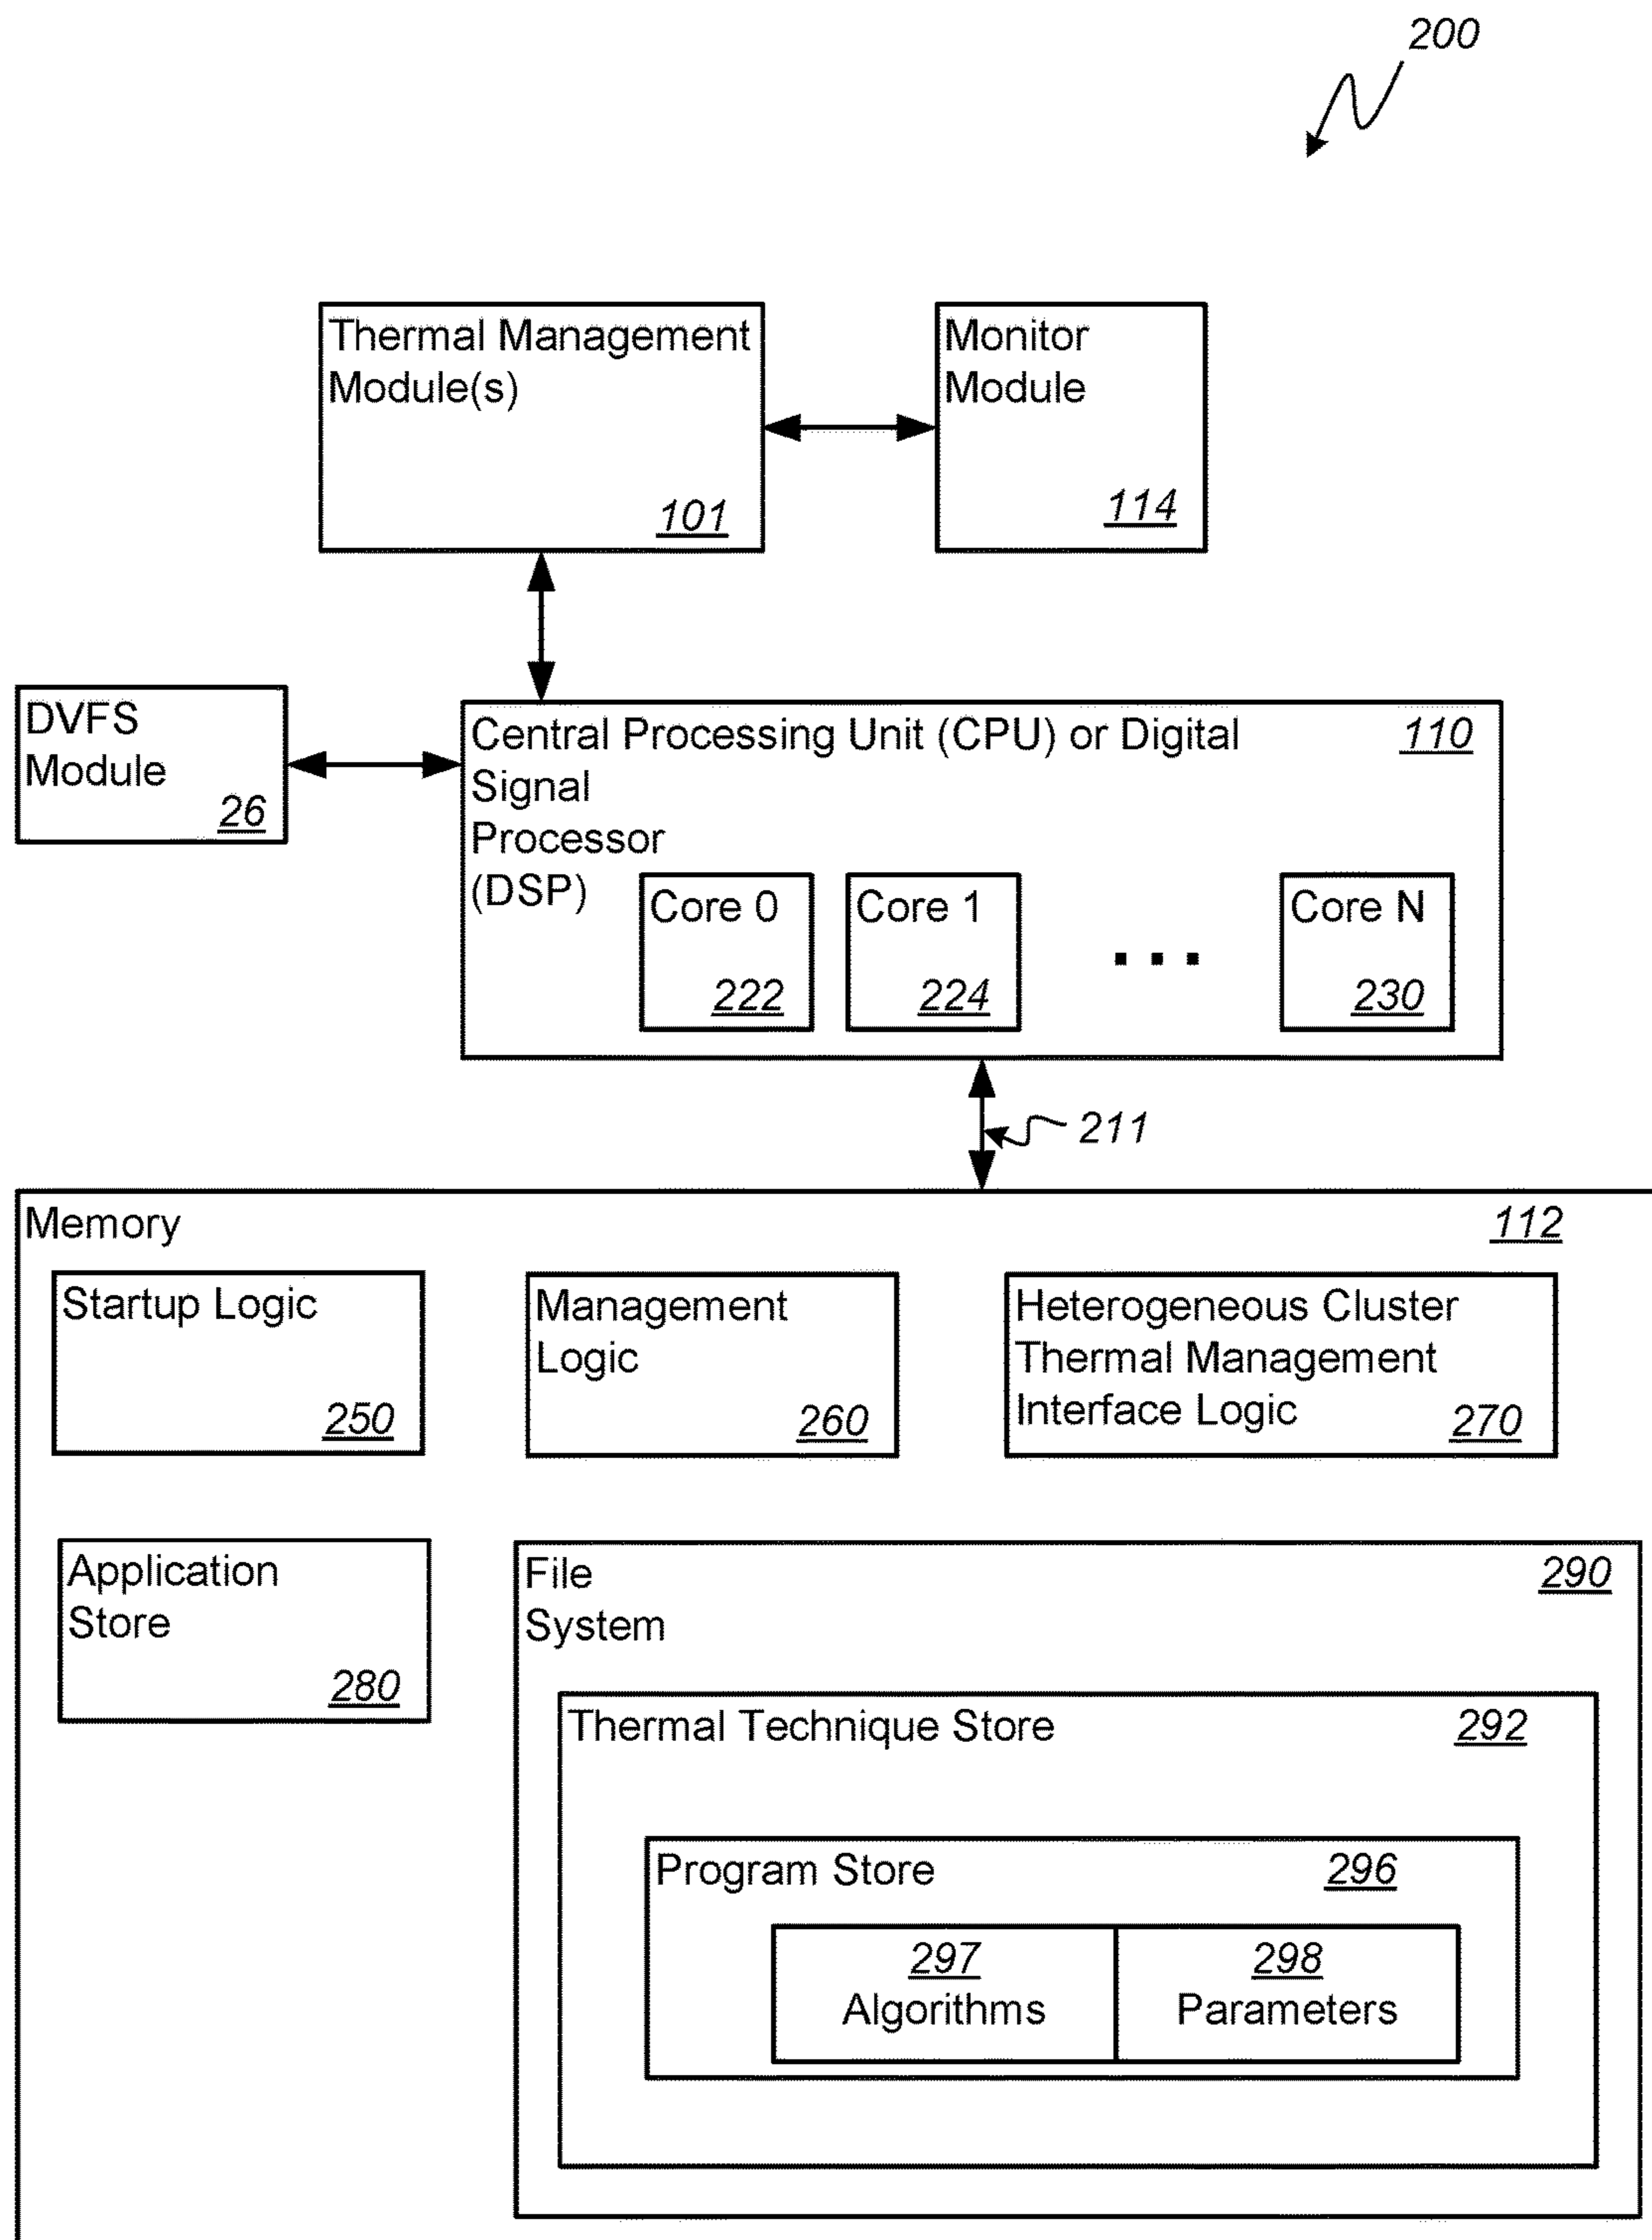 200
Thermal Management
Module(s)
101
Monitor
Module
114
DVFS
Module
26
Central Processing Unit (CPU) or Digital
Signal
Processor
(DSP)
110
Core 0
222
Core 1
224
...
Core N
230
211
Memory
112
Startup Logic
250
Management
Logic
260
Heterogeneous Cluster
Thermal Management
Interface Logic
270
Application
Store
280
File
System
290
Thermal Technique Store
292
Program Store
296
297
Algorithms
298
Parameters